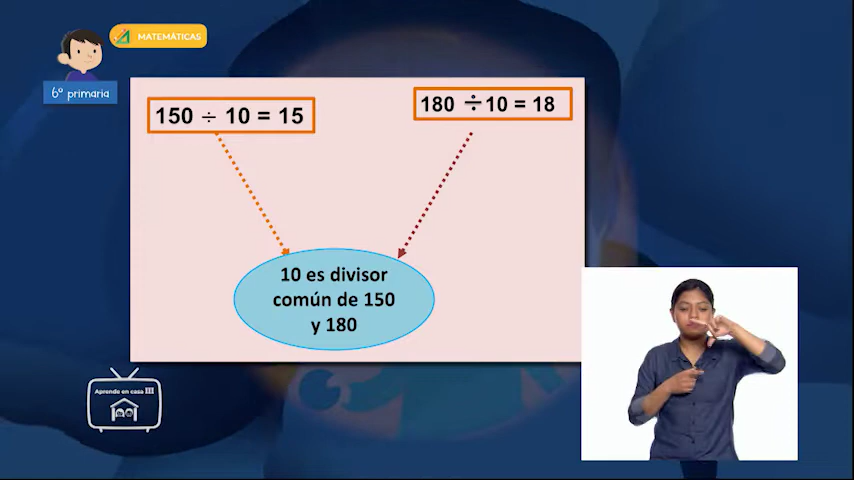 MATEMÁTICAS
6º primaria
150 ÷ 10 = 15
180 ÷ 10 = 18
10 es divisor
común de 150
y 180
Aprende en casa III